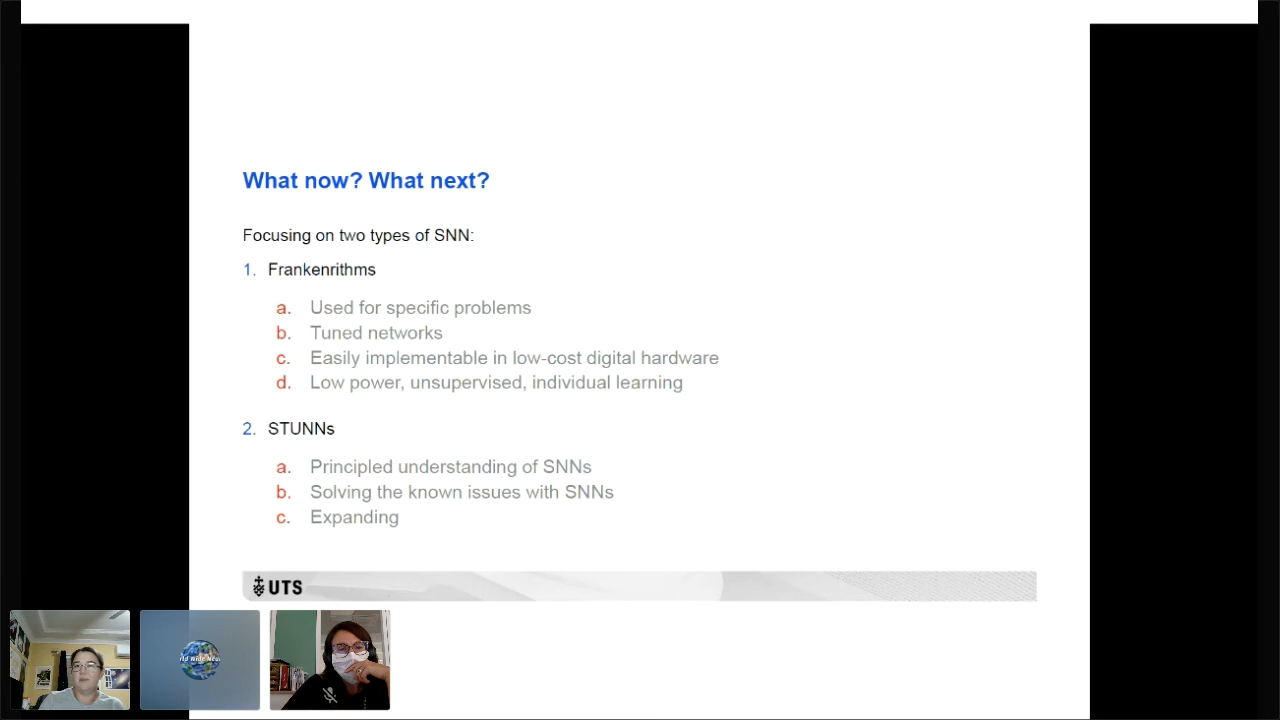 What now? What next?
Focusing on two types of SNN:
1. Frankenrithms
a. Used for specific problems
b. Tuned networks
c. Easily implementable in low-cost digital hardware
d. Low power, unsupervised, individual learning
2. STUNNs
a. Principled understanding of SNNs
b. Solving the known issues with SNNs
c. Expanding
UTS